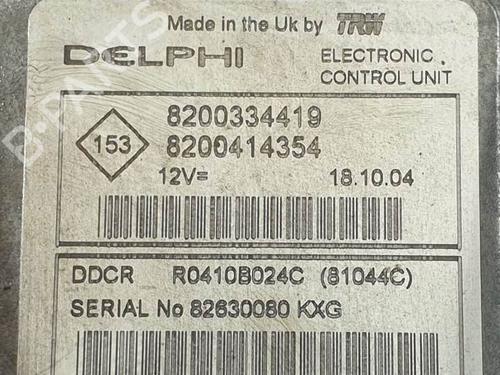 Made in the Uk by TRW
DELPHI
ELECTRONIC
CONTROL UNIT
153
8200334419
8200414354
12V=
18.10.04
DDCR R0410B024C (81044C)
SERIAL No 82630080 KXG
B-PARTS